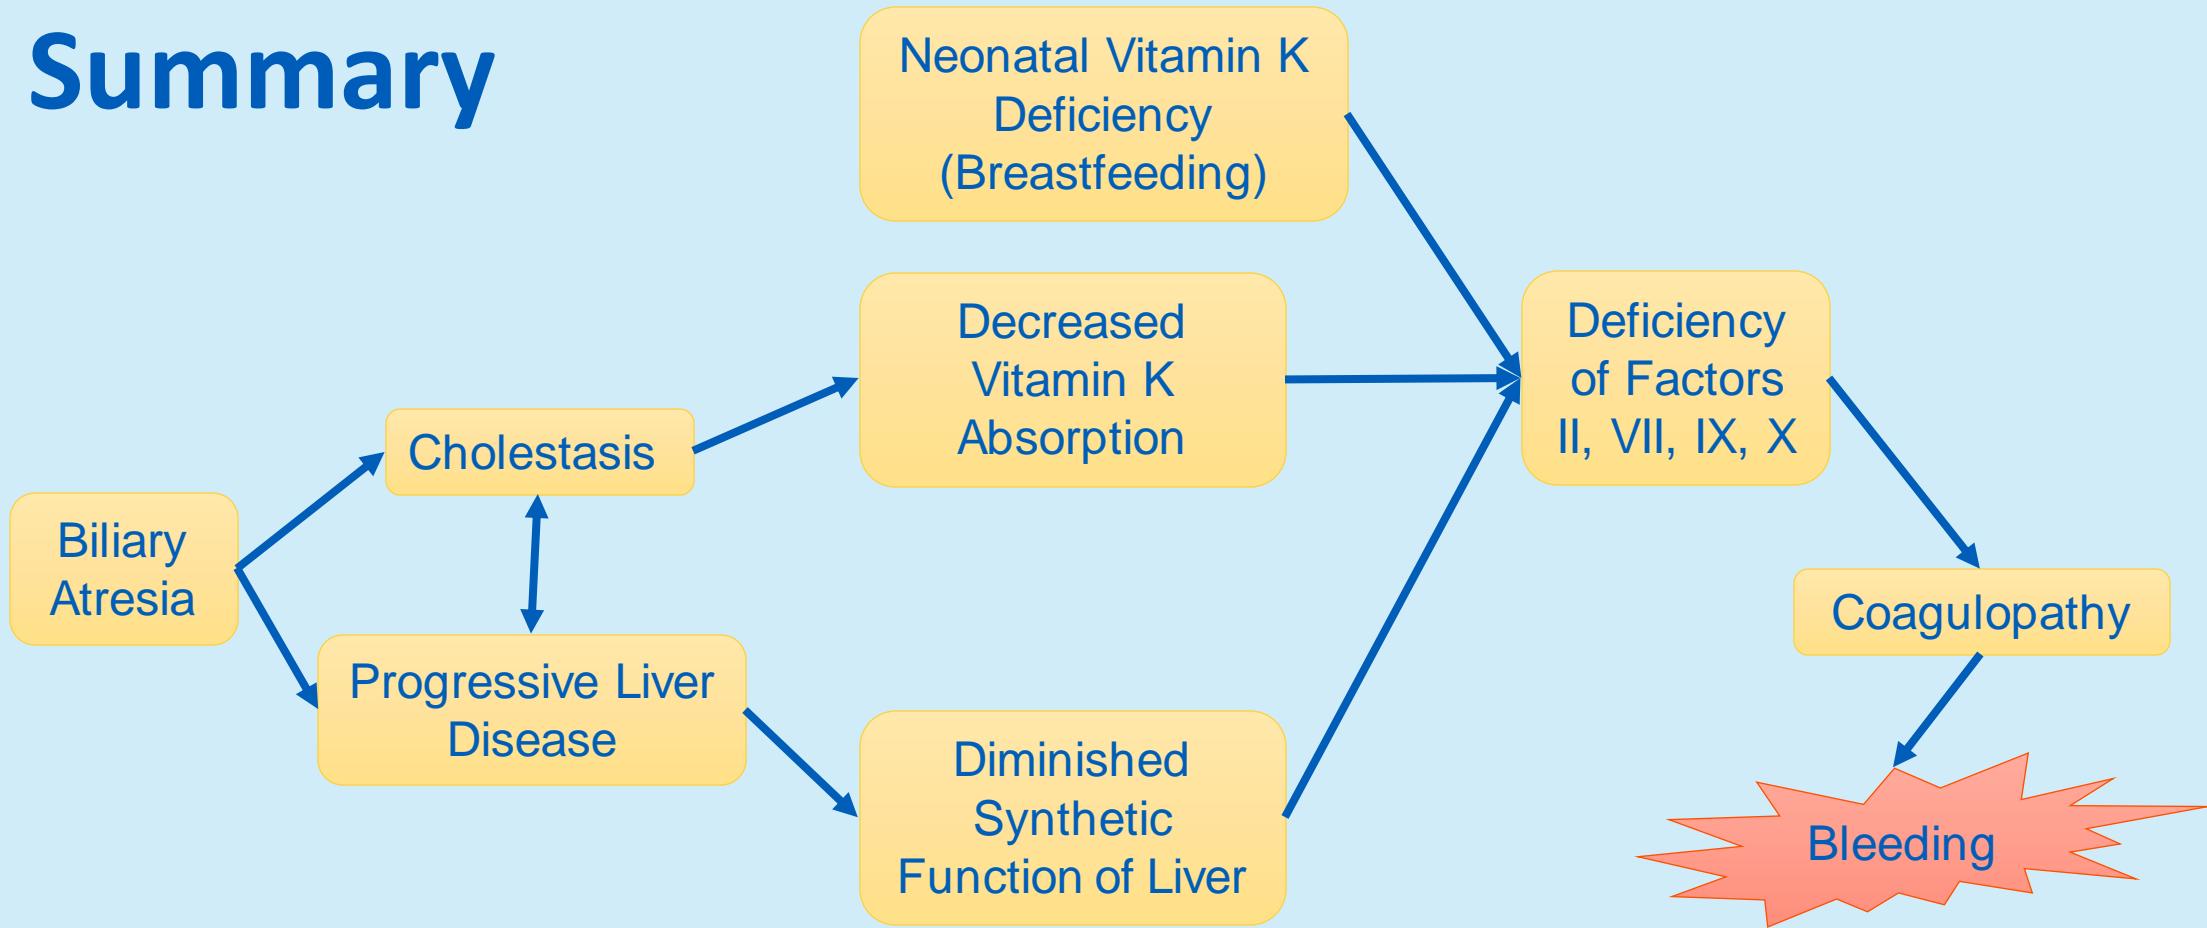 Summary
Neonatal Vitamin K
Deficiency
(Breastfeeding)
Decreased
Vitamin K
Absorption
Deficiency
of Factors
II, VII, IX, X
Cholestasis
Biliary
Atresia
Progressive Liver
Disease
Diminished
Synthetic
Function of Liver
Coagulopathy
Bleeding